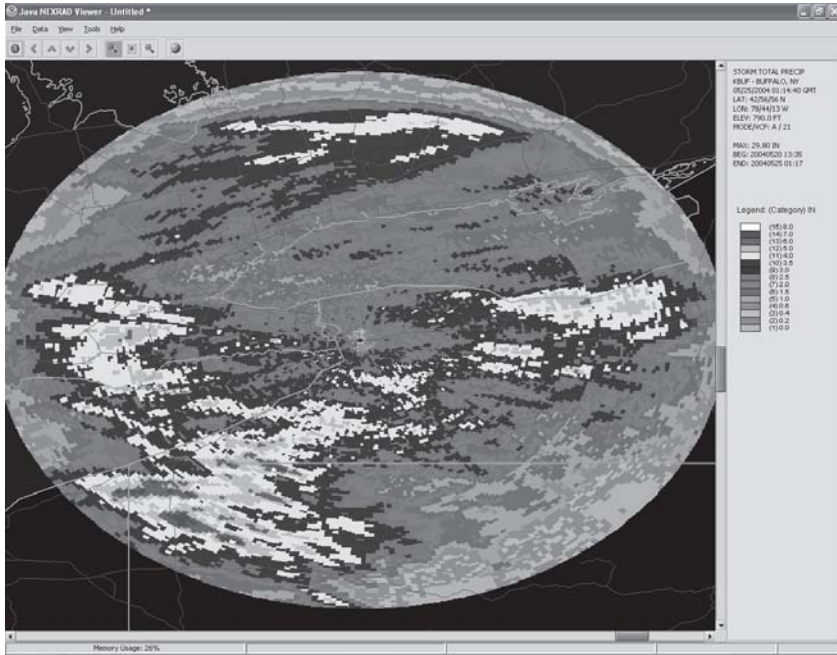 Java NEXRAD Viewer - Untitled *
File Data View Tools Help
STORM TOTAL PRECIP
KBUF - BUFFALO, NY
05/25/2004 01:14:40 GMT
LAT: 42/56/56 N
LON: 78/44/13 W
ELEV: 790.0 FT
MODE/VCP: A / 21
MAX: 29.80 IN
BEG: 20040520 13:35
END: 20040525 01:17
Legend: (Category) IN
(15) 8.0
(14) 7.0
(13) 6.0
(12) 5.0
(11) 4.0
(10) 3.5
(9) 3.0
(8) 2.5
(7) 2.0
(6) 1.5
(5) 1.0
(4) 0.6
(3) 0.4
(2) 0.2
(1) 0.0
Memory Usage: 26%